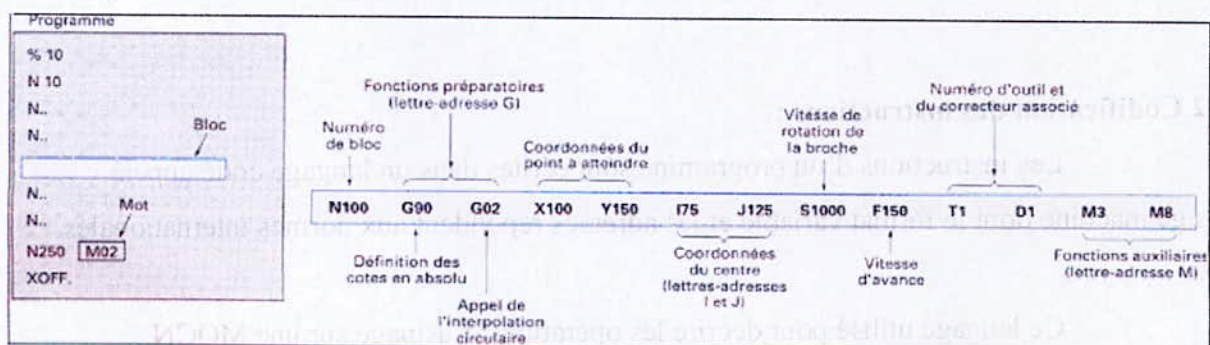 Programme
% 10
N 10
N..
N..
Bloc
N..
Mot
N..
N250 M02
XOFF.
Numéro
de bloc
Fonctions préparatoires
(lettre-adresse G)
Coordonnées du
point à atteindre
Vitesse de
rotation de
la broche
Numéro d'outil et
du correcteur associé
N100 G90 G02 X100 Y150 I75 J125 S1000 F150 T1 D1 M3 M8
Définition des
cotes en absolu
Appel de
l'interpolation
circulaire
Coordonnées
du centre
(lettres-adresses
I et J)
Vitesse
d'avance
Fonctions auxiliaires
(lettre-adresse M)